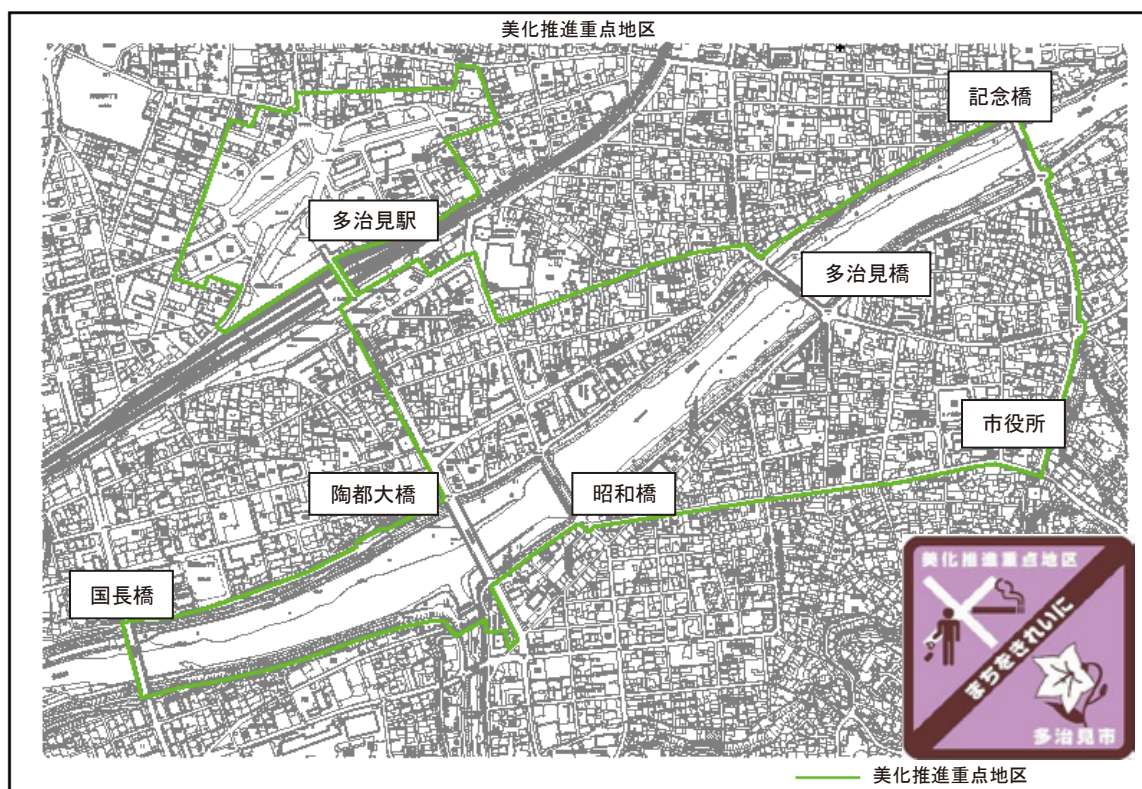 美化推進重点地区
記念橋
多治見駅
多治見橋
市役所
陶都大橋
昭和橋
国長橋
美化推進重点地区
まちをきれいに
多治見市
美化推進重点地区